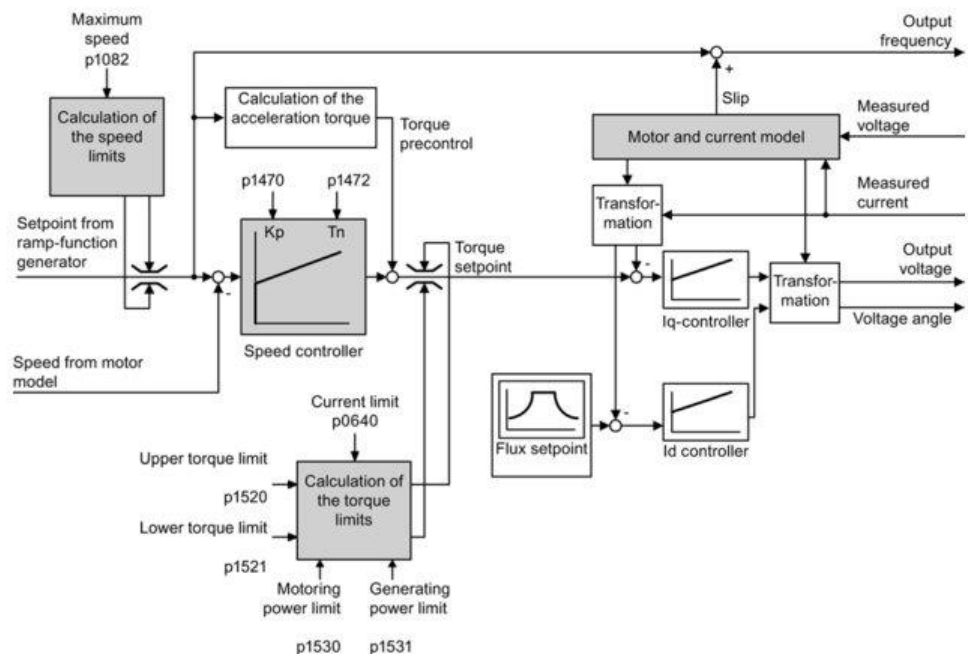 Maximum
speed
p1082
Output
frequency
Calculation of
the speed
limits
Calculation of the
acceleration torque
Torque
precontrol
+
Slip
Motor and current model
Measured
voltage
p1470
p1472
Transfor-
mation
Measured
current
Setpoint from
ramp-function
generator
Kp
Tn
Torque
setpoint
-
-
Output
voltage
Transfor-
mation
Iq-controller
Voltage angle
Speed controller
Speed from motor
model
Current limit
p0640
-
Flux setpoint
Id controller
Upper torque limit
p1520
Calculation of
the torque
limits
Lower torque limit
p1521
Motoring
power limit
p1530
Generating
power limit
p1531